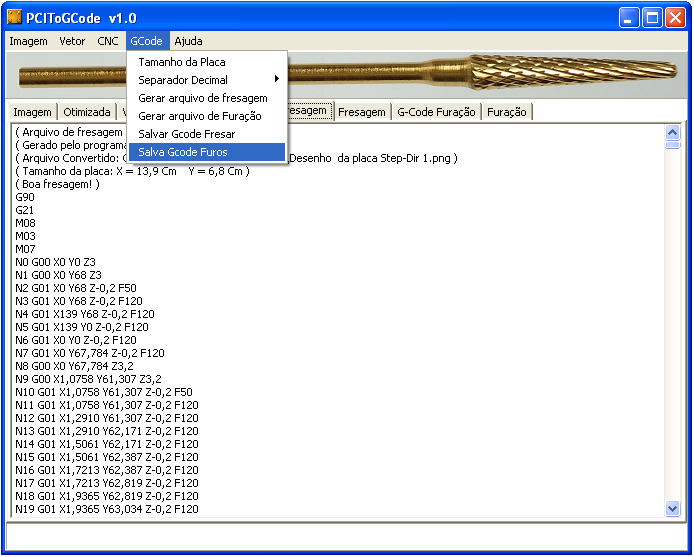 PCIToGCode v1.0
Imagem Vetor CNC GCode Ajuda
Tamanho da Placa
Separador Decimal
Gerar arquivo de fresagem
Gerar arquivo de Furação
Salvar Gcode Fresar
Salva Gcode Furos
Imagem Otimizada Fresagem G-Code Furação Furação
( Arquivo de fresagem
( Gerado pelo programa
( Arquivo Convertido: Desenho da placa Step-Dir 1.png )
( Tamanho da placa: X = 13,9 Cm Y = 6,8 Cm )
( Boa fresagem! )
G90
G21
M08
M03
M07
N0 G00 X0 Y0 Z3
N1 G00 X0 Y68 Z3
N2 G01 X0 Y68 Z-0,2 F50
N3 G01 X0 Y68 Z-0,2 F120
N4 G01 X139 Y68 Z-0,2 F120
N5 G01 X139 Y0 Z-0,2 F120
N6 G01 X0 Y0 Z-0,2 F120
N7 G01 X0 Y67,784 Z-0,2 F120
N8 G00 X0 Y67,784 Z3,2
N9 G00 X1,0758 Y61,307 Z3,2
N10 G01 X1,0758 Y61,307 Z-0,2 F50
N11 G01 X1,0758 Y61,307 Z-0,2 F120
N12 G01 X1,2910 Y61,307 Z-0,2 F120
N13 G01 X1,2910 Y62,171 Z-0,2 F120
N14 G01 X1,5061 Y62,171 Z-0,2 F120
N15 G01 X1,5061 Y62,387 Z-0,2 F120
N16 G01 X1,7213 Y62,387 Z-0,2 F120
N17 G01 X1,7213 Y62,819 Z-0,2 F120
N18 G01 X1,9365 Y62,819 Z-0,2 F120
N19 G01 X1,9365 Y63,034 Z-0,2 F120